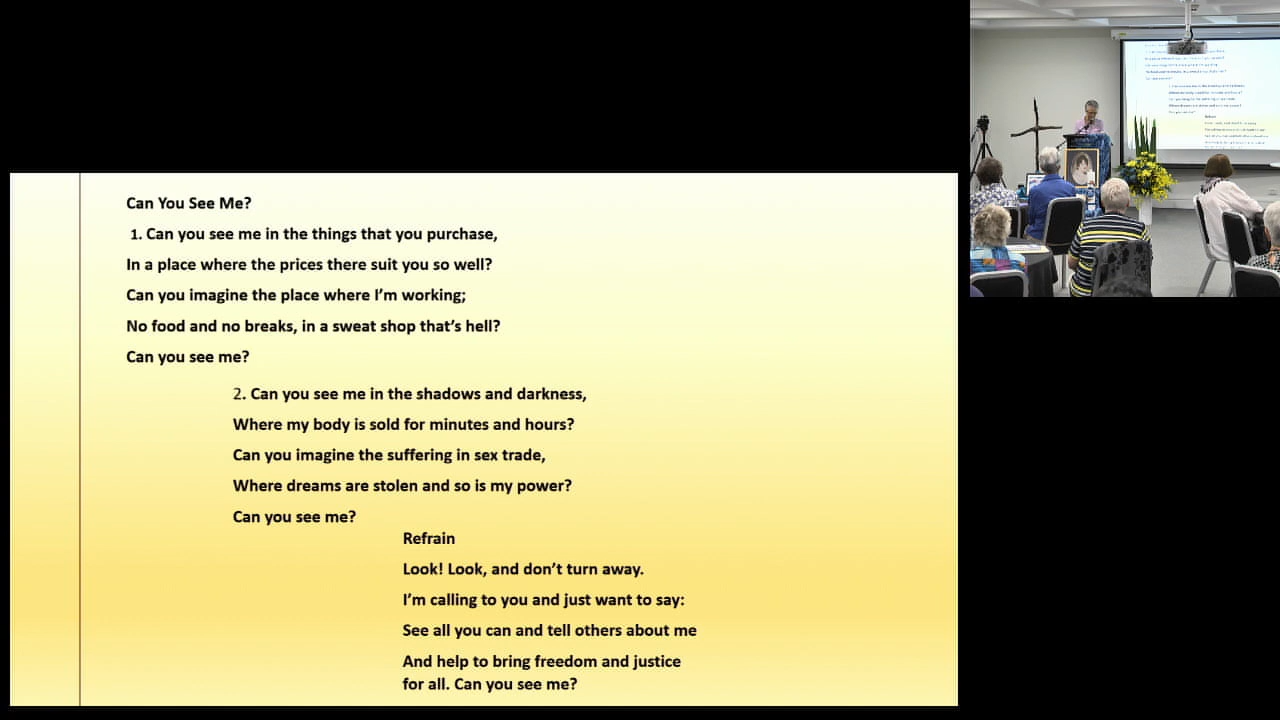 Can You See Me?
1. Can you see me in the things that you purchase,
In a place where the prices there suit you so well?
Can you imagine the place where I’m working;
No food and no breaks, in a sweat shop that’s hell?
Can you see me?
2. Can you see me in the shadows and darkness,
Where my body is sold for minutes and hours?
Can you imagine the suffering in sex trade,
Where dreams are stolen and so is my power?
Can you see me?
Refrain
Look! Look, and don’t turn away.
I’m calling to you and just want to say:
See all you can and tell others about me
And help to bring freedom and justice
for all. Can you see me?